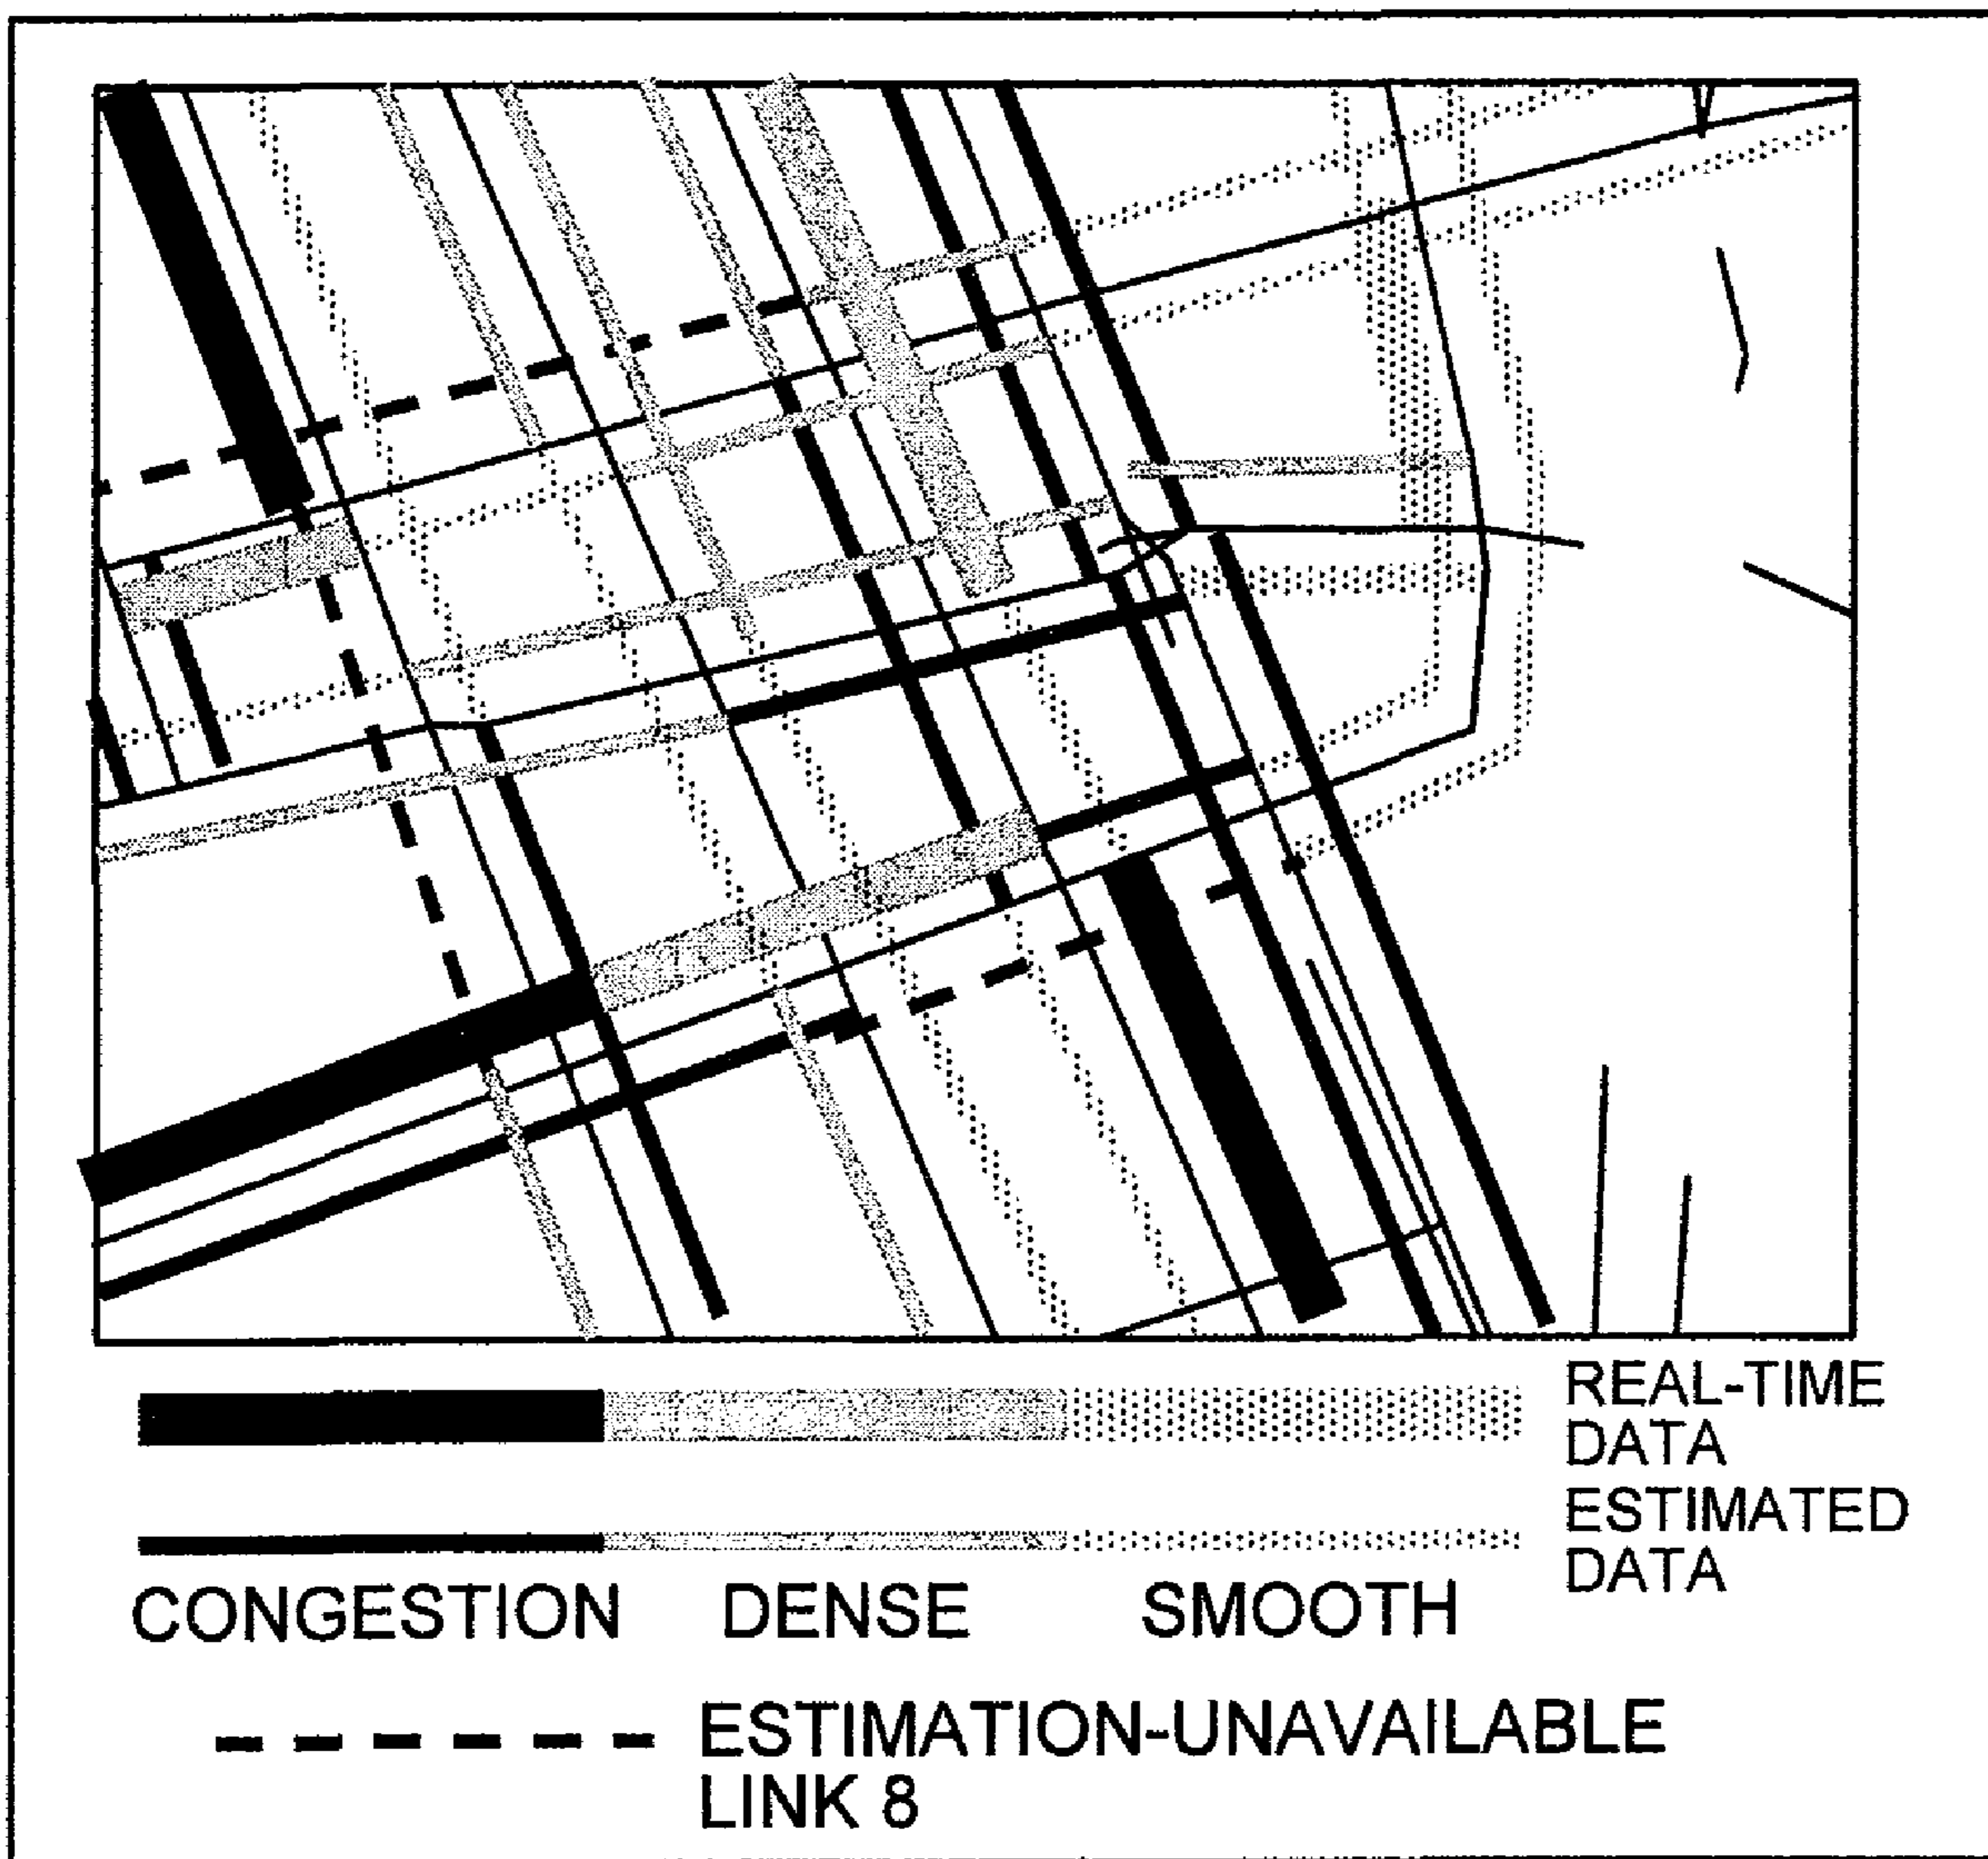 REAL-TIME
DATA
ESTIMATED
DATA
CONGESTION DENSE SMOOTH
ESTIMATION-UNAVAILABLE
LINK 8